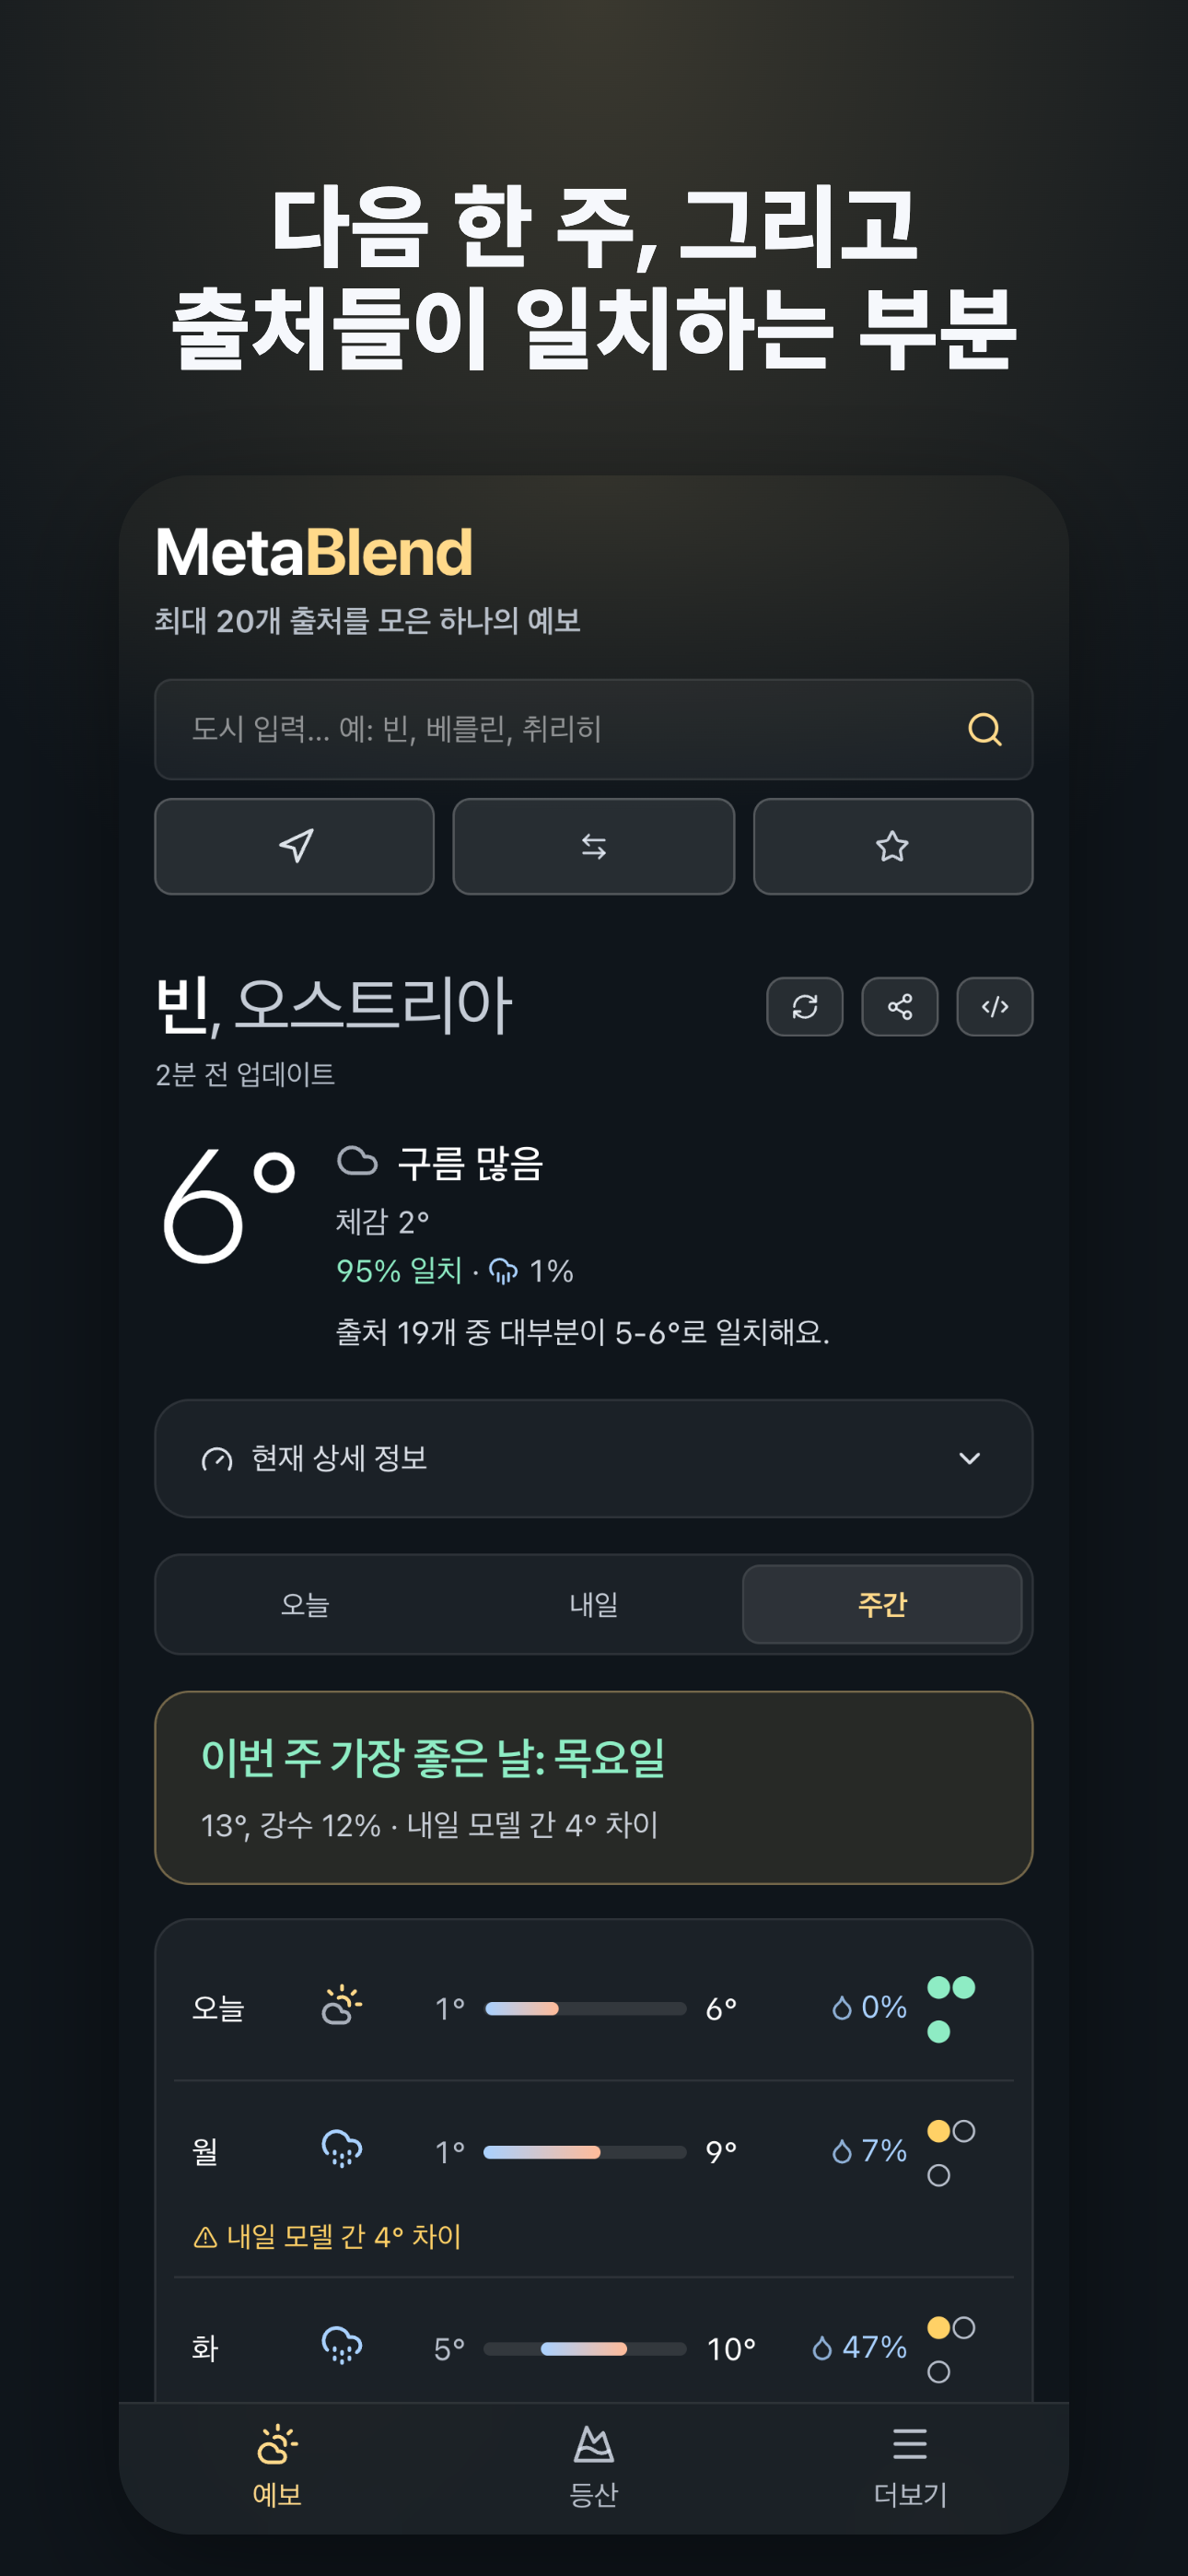 다음 한 주, 그리고
출처들이 일치하는 부분
MetaBlend
최대 20개 출처를 모은 하나의 예보
도시 입력... 예: 빈, 베를린, 취리히
빈, 오스트리아
2분 전 업데이트
6°
구름 많음
체감 2°
95% 일치 · 1%
출처 19개 중 대부분이 5-6°로 일치해요.
현재 상세 정보
오늘 내일 주간
이번 주 가장 좋은 날: 목요일
13°, 강수 12% · 내일 모델 간 4° 차이
오늘 1° 6° 0%
월 1° 9° 7%
내일 모델 간 4° 차이
화 5° 10° 47%
예보 등산 더보기